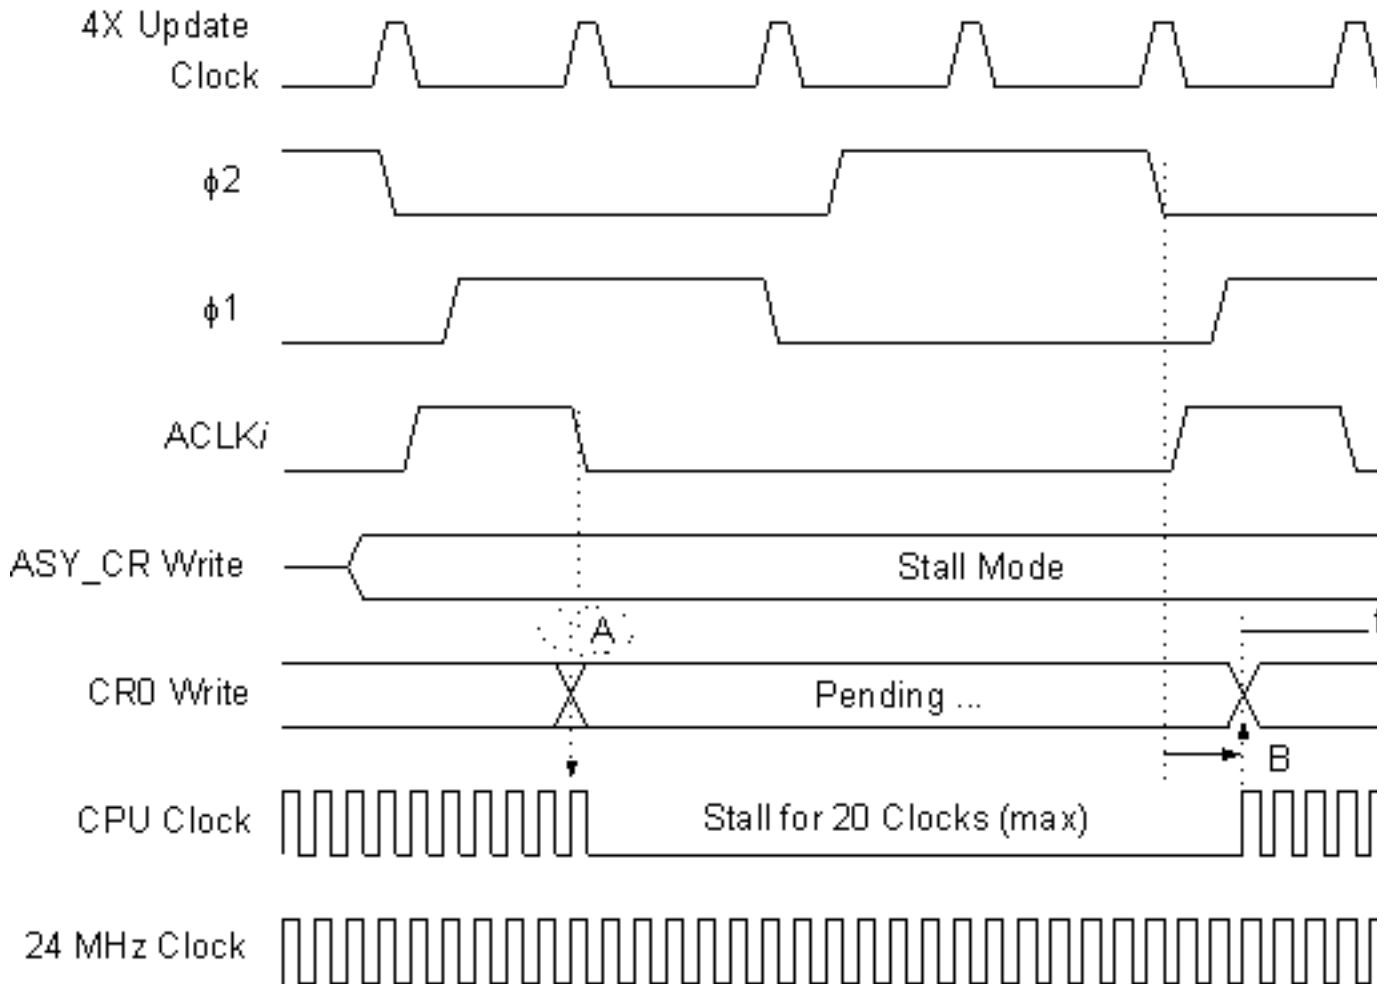 4X Update
Clock
ϕ2
ϕ1
ACLKi
ASY_CR Write
Stall Mode
A
CR0 Write
Pending ...
B
CPU Clock
Stall for 20 Clocks (max)
24 MHz Clock